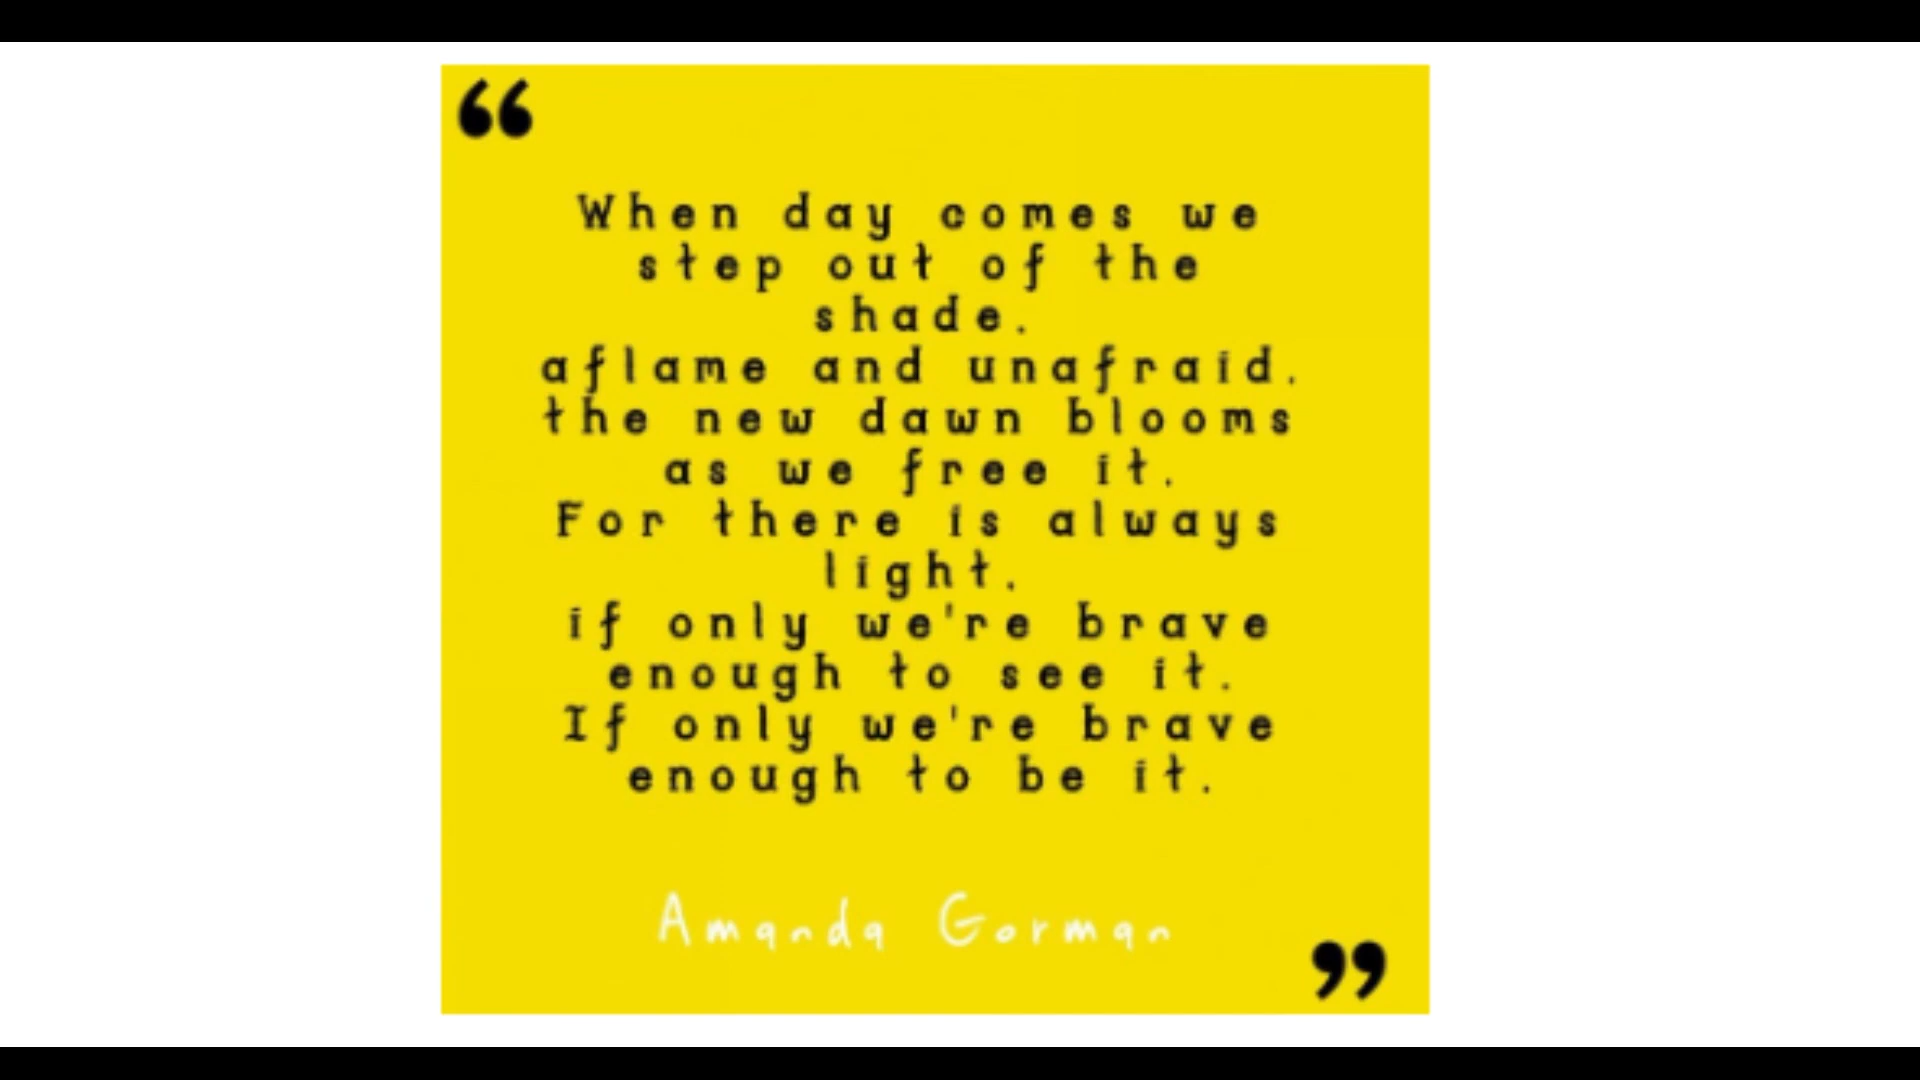 “
When day comes we
step out of the
shade.
aflame and unafraid.
the new dawn blooms
as we free it.
For there is always
light.
if only we're brave
enough to see it.
If only we're brave
enough to be it.
Amanda Gorman
”